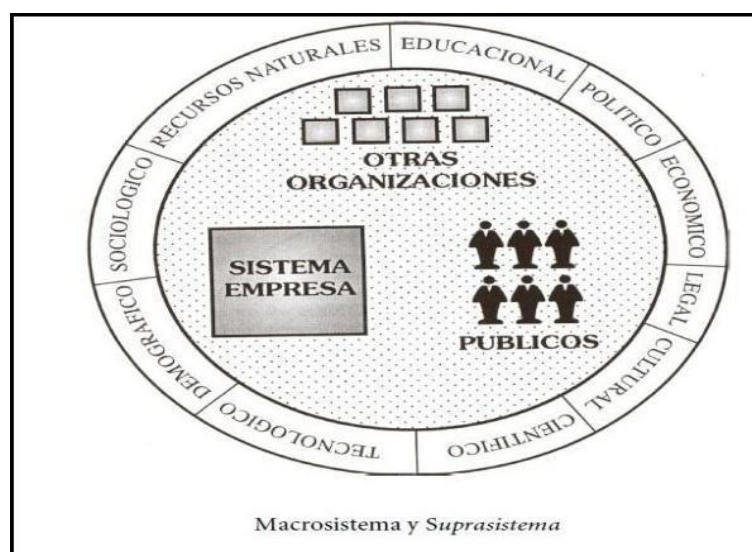 RECURSOS NATURALES
EDUCACIONAL
POLITICO
ECONOMICO
LEGAL
CULTURAL
CIENTIFICO
TECNOLOGICO
DEMOGRAFICO
SOCIOLOGICO
OTRAS
ORGANIZACIONES
SISTEMA
EMPRESA
PUBLICOS
Macrosistema y Suprasistema